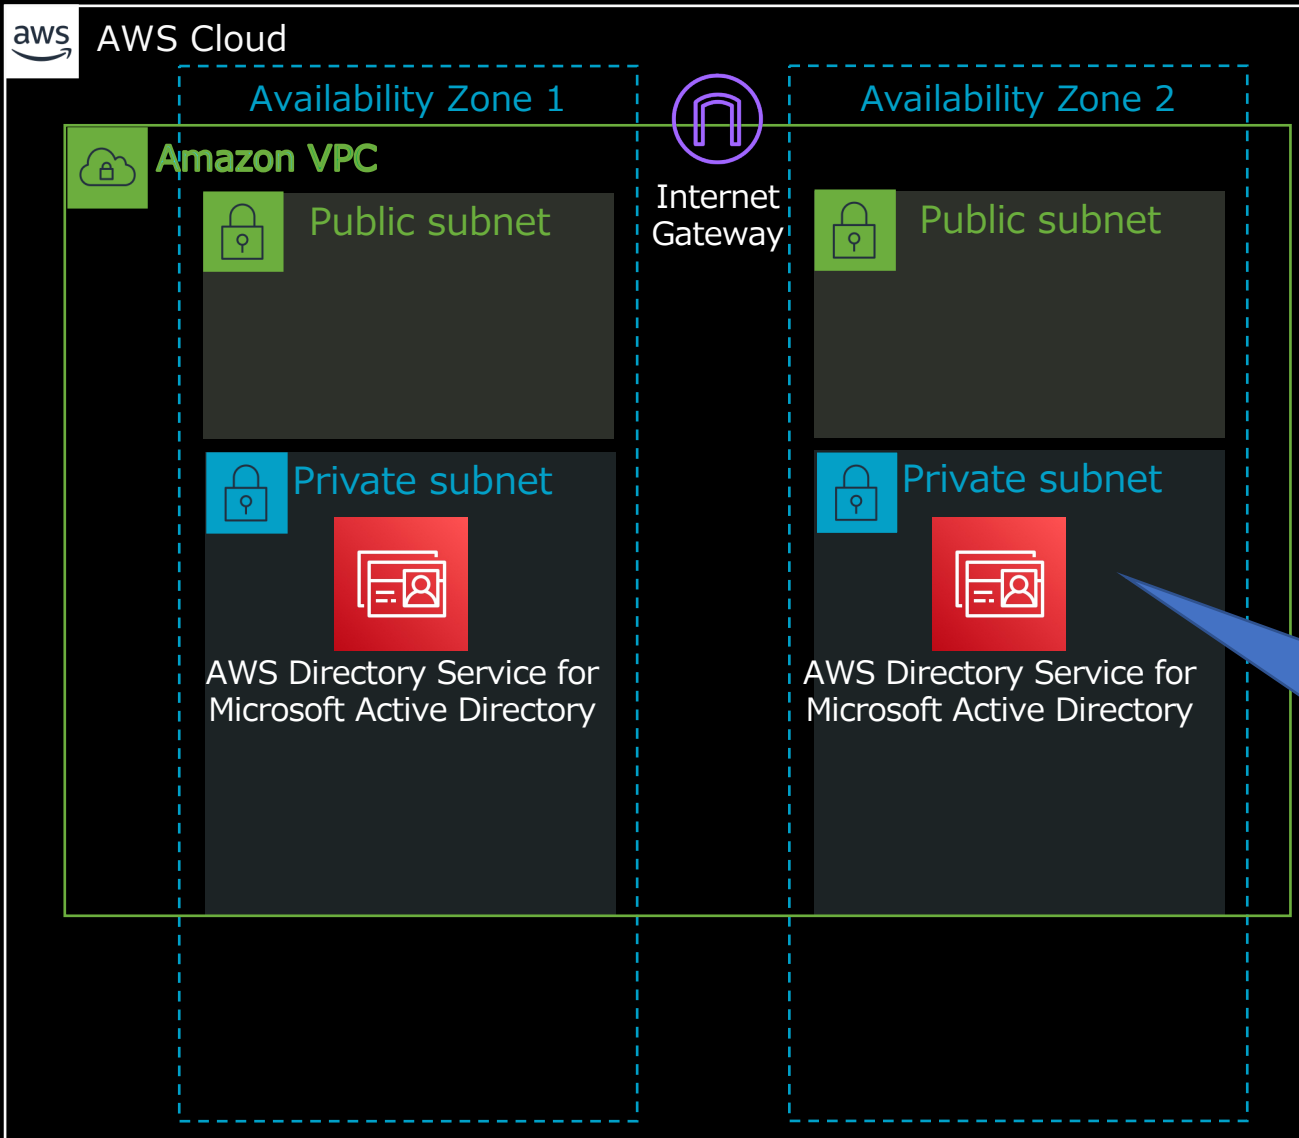 aws
AWS Cloud
Availability Zone 1
Availability Zone 2
Amazon VPC
Internet
Gateway
Public subnet
Public subnet
Private subnet
Private subnet
AWS Directory Service for
Microsoft Active Directory
AWS Directory Service for
Microsoft Active Directory